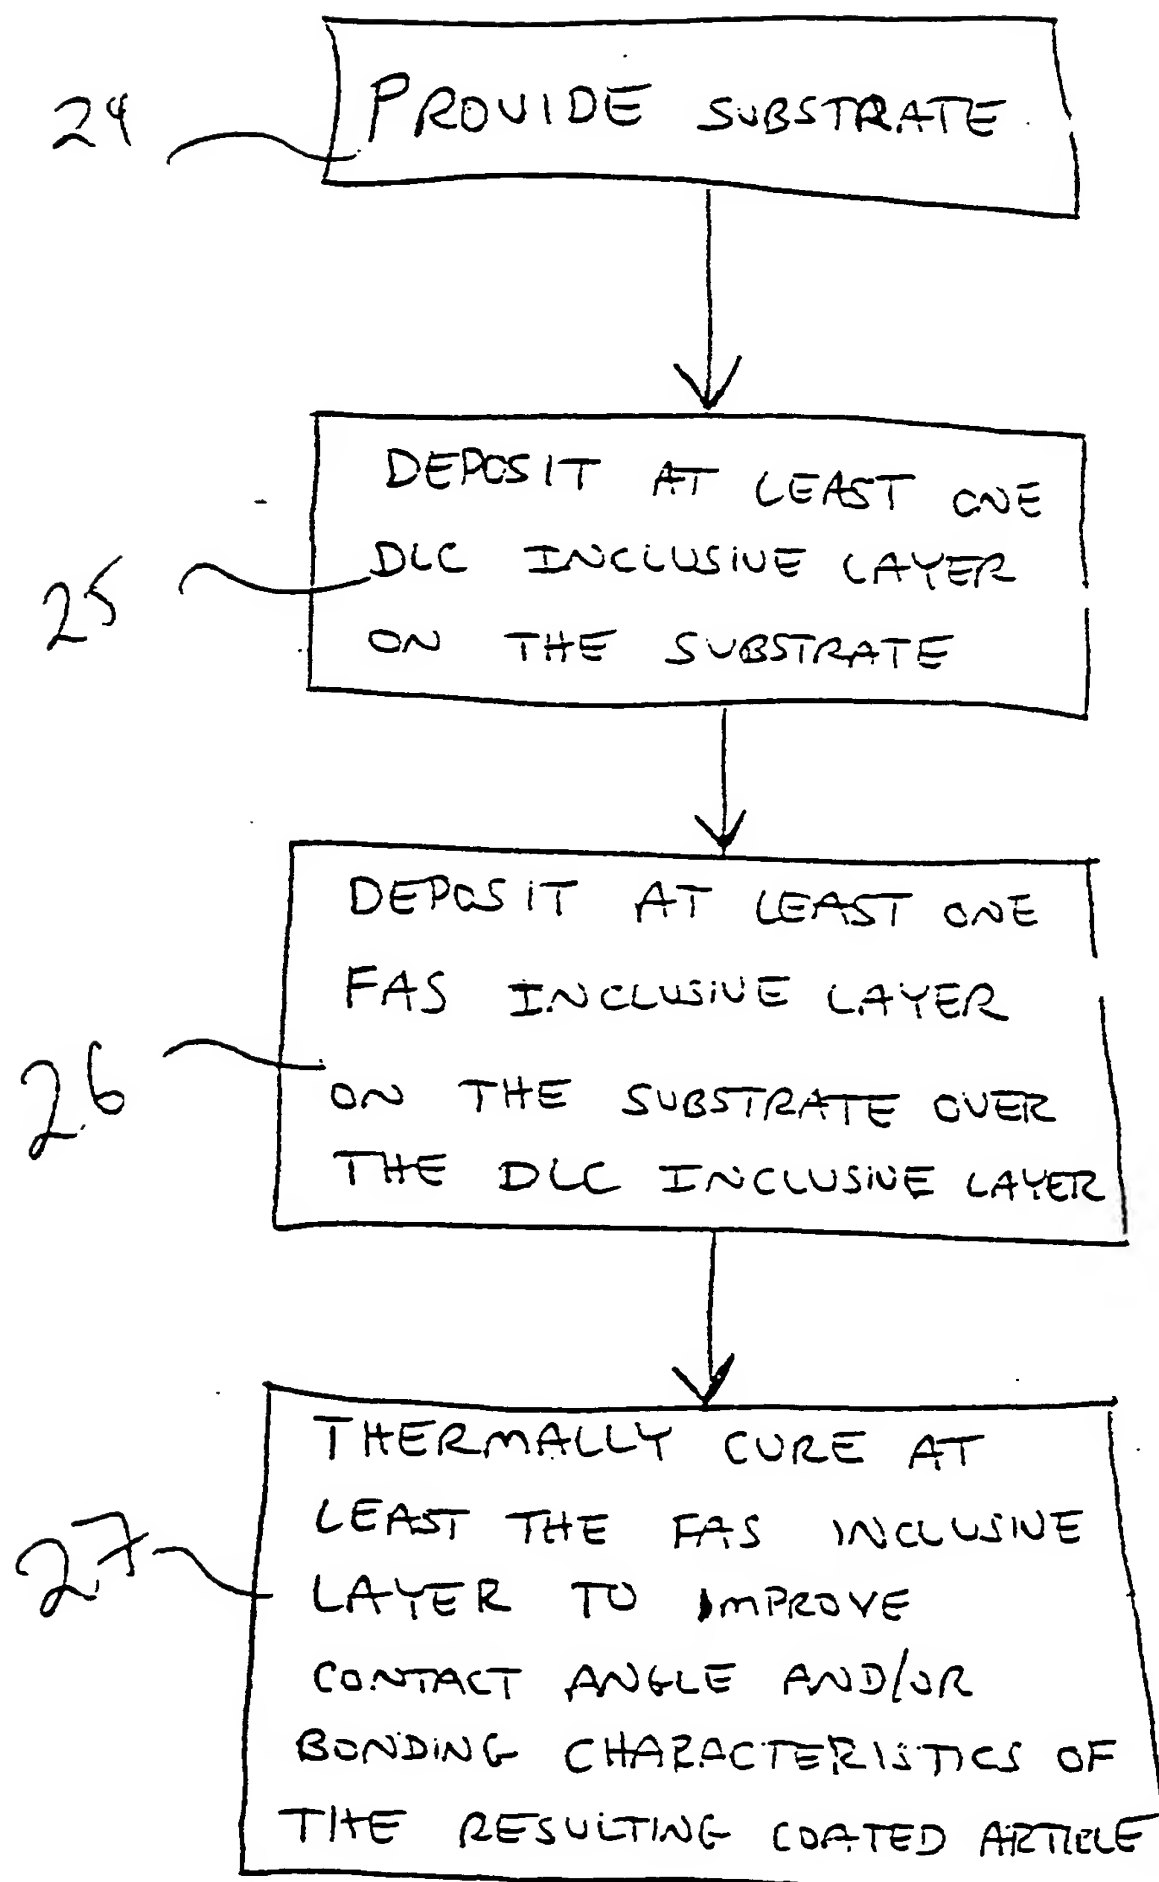 24
PROVIDE SUBSTRATE
25
DEPOSIT AT LEAST ONE
DLC INCLUSIVE LAYER
ON THE SUBSTRATE
26
DEPOSIT AT LEAST ONE
FAS INCLUSIVE LAYER
ON THE SUBSTRATE OVER
THE DLC INCLUSIVE LAYER
27
THERMALLY CURE AT
LEAST THE FAS INCLUSIVE
LAYER TO IMPROVE
CONTACT ANGLE AND/OR
BONDING CHARACTERISTICS OF
THE RESULTING COATED ARTICLE